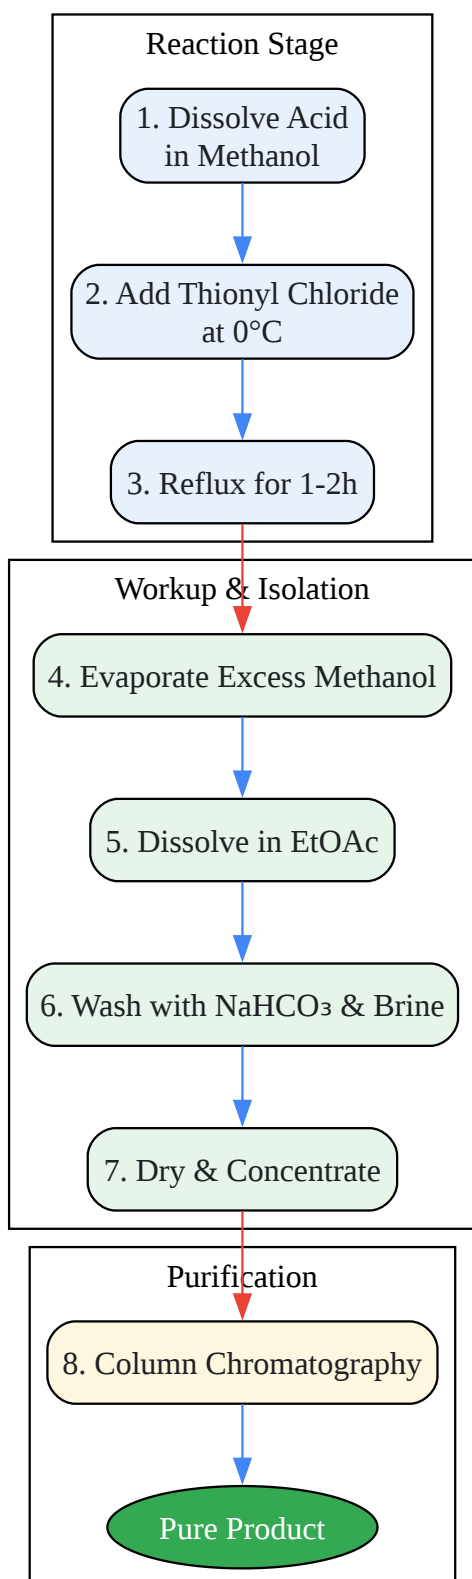 Reaction Stage
1. Dissolve Acid
in Methanol
2. Add Thionyl Chloride
at 0°C
3. Reflux for 1-2h
Workup & Isolation
4. Evaporate Excess Methanol
5. Dissolve in EtOAc
6. Wash with NaHCO₃ & Brine
7. Dry & Concentrate
Purification
8. Column Chromatography
Pure Product